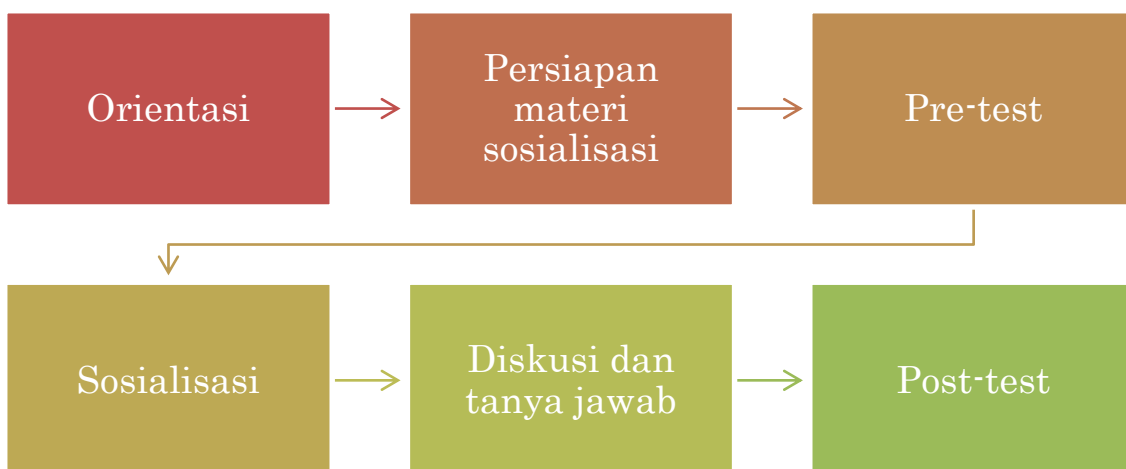 Orientasi
Persiapan
materi
sosialisasi
Pre-test
Sosialisasi
Diskusi dan
tanya jawab
Post-test